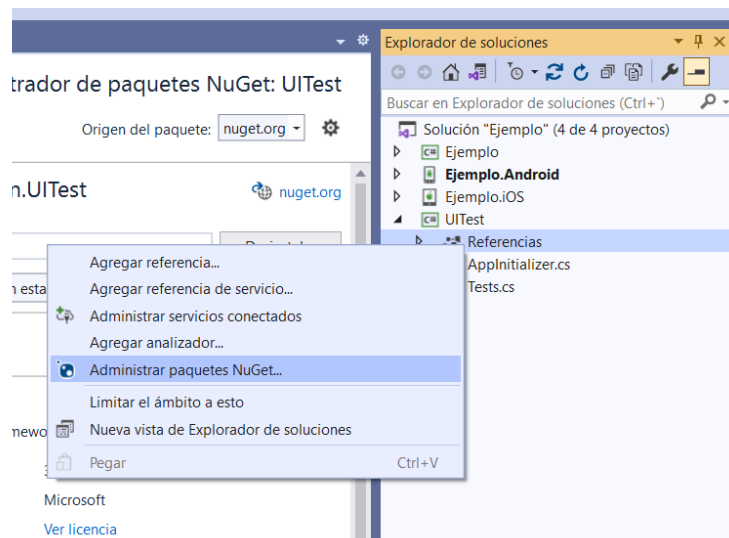 trador de paquetes NuGet: UITest
Origen del paquete: nuget.org
n.UITest
nuget.org
n esta
Agregar referencia...
Agregar referencia de servicio...
Administrar servicios conectados
Agregar analizador...
Administrar paquetes NuGet...
Limitar el ámbito a esto
Nueva vista de Explorador de soluciones
Pegar Ctrl+V
newo
Microsoft
Ver licencia
Explorador de soluciones
Buscar en Explorador de soluciones (Ctrl+`)
Solución "Ejemplo" (4 de 4 proyectos)
C# Ejemplo
Ejemplo.Android
Ejemplo.iOS
C# UITest
Referencias
AppInitializer.cs
Tests.cs